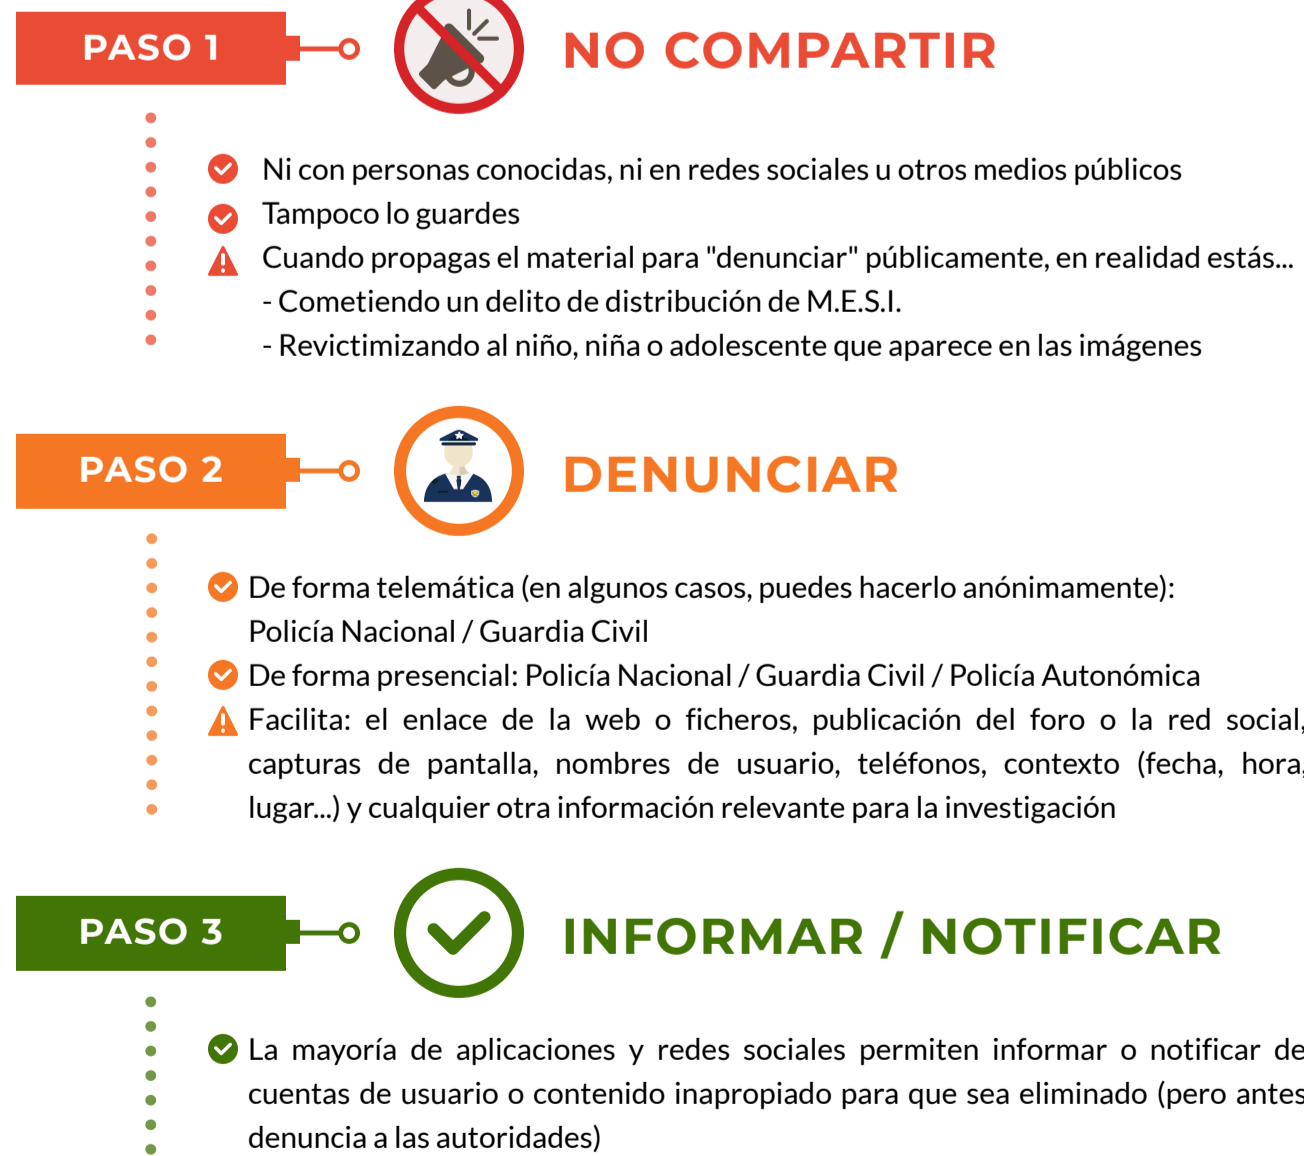 PASO 1
NO COMPARTIR
Ni con personas conocidas, ni en redes sociales u otros medios públicos
Tampoco lo guardes
Cuando propagas el material para "denunciar" públicamente, en realidad estás...
- Cometiendo un delito de distribución de M.E.S.I.
- Revictimizando al niño, niña o adolescente que aparece en las imágenes
PASO 2
DENUNCIAR
De forma telemática (en algunos casos, puedes hacerlo anónimamente):
Policía Nacional / Guardia Civil
De forma presencial: Policía Nacional / Guardia Civil / Policía Autonómica
Facilita: el enlace de la web o ficheros, publicación del foro o la red social,
capturas de pantalla, nombres de usuario, teléfonos, contexto (fecha, hora,
lugar...) y cualquier otra información relevante para la investigación
PASO 3
INFORMAR / NOTIFICAR
La mayoría de aplicaciones y redes sociales permiten informar o notificar de
cuentas de usuario o contenido inapropiado para que sea eliminado (pero antes
denuncia a las autoridades)